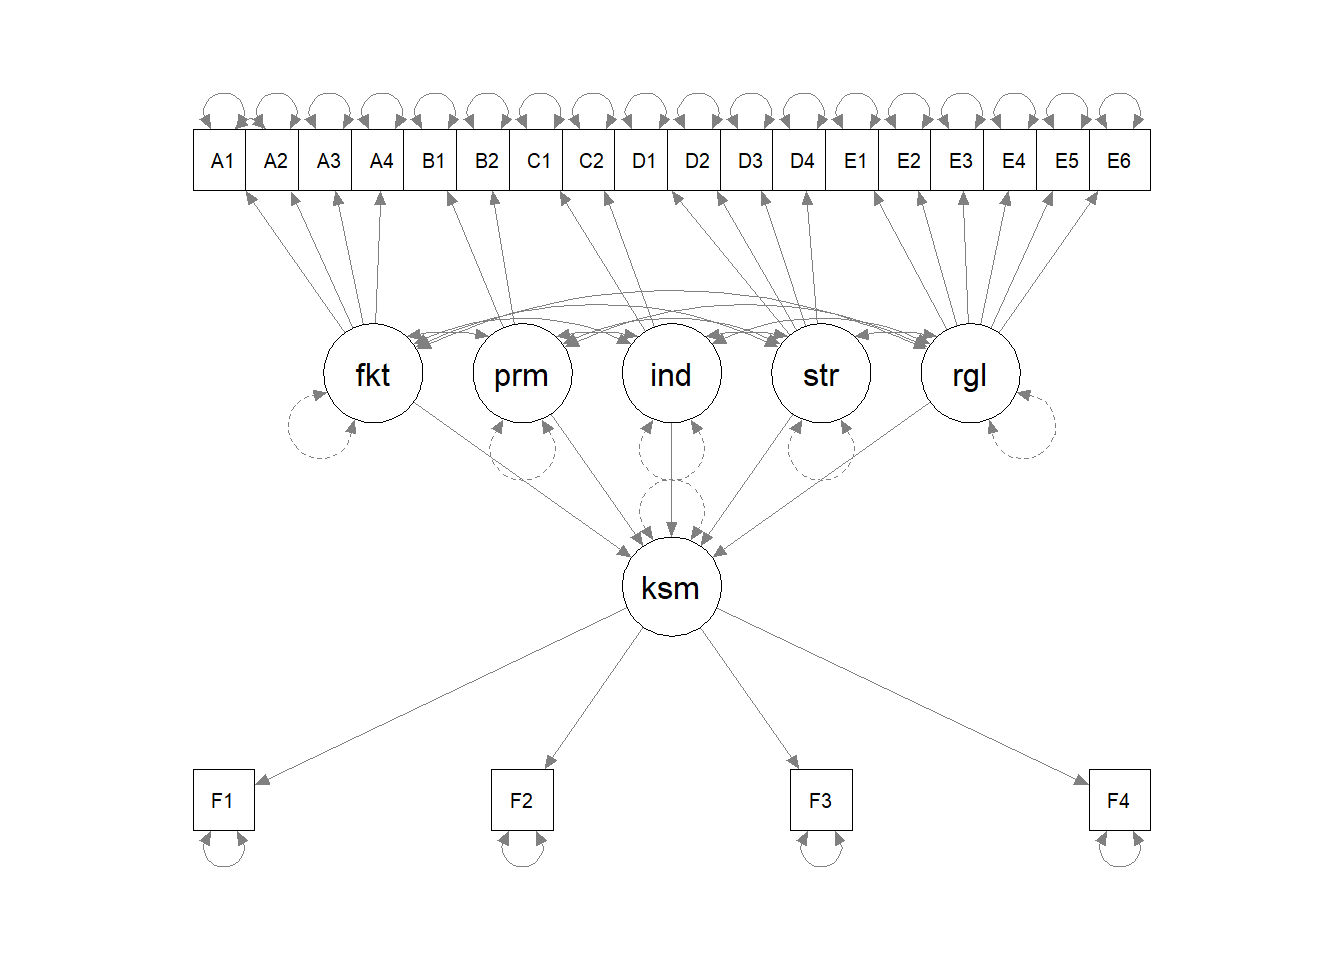 A1 A2 A3 A4 B1 B2 C1 C2 D1 D2 D3 D4 E1 E2 E3 E4 E5 E6
fkt prm ind str rgl
ksm
F1 F2 F3 F4